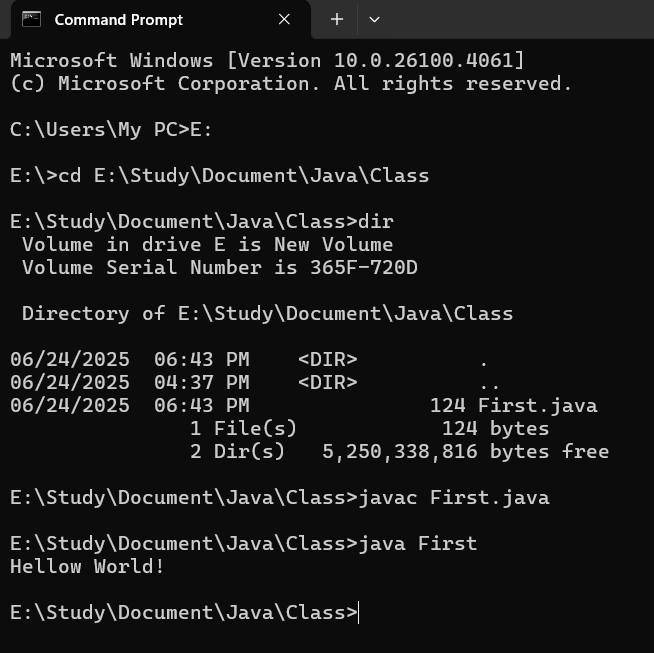 Command Prompt
Microsoft Windows [Version 10.0.26100.4061]
(c) Microsoft Corporation. All rights reserved.
C:\Users\My PC>E:
E:\>cd E:\Study\Document\Java\Class
E:\Study\Document\Java\Class>dir
 Volume in drive E is New Volume
 Volume Serial Number is 365F-720D
 Directory of E:\Study\Document\Java\Class
06/24/2025  06:43 PM    <DIR>          .
06/24/2025  04:37 PM    <DIR>          ..
06/24/2025  06:43 PM               124 First.java
               1 File(s)            124 bytes
               2 Dir(s)   5,250,338,816 bytes free
E:\Study\Document\Java\Class>javac First.java
E:\Study\Document\Java\Class>java First
Hellow World!
E:\Study\Document\Java\Class>